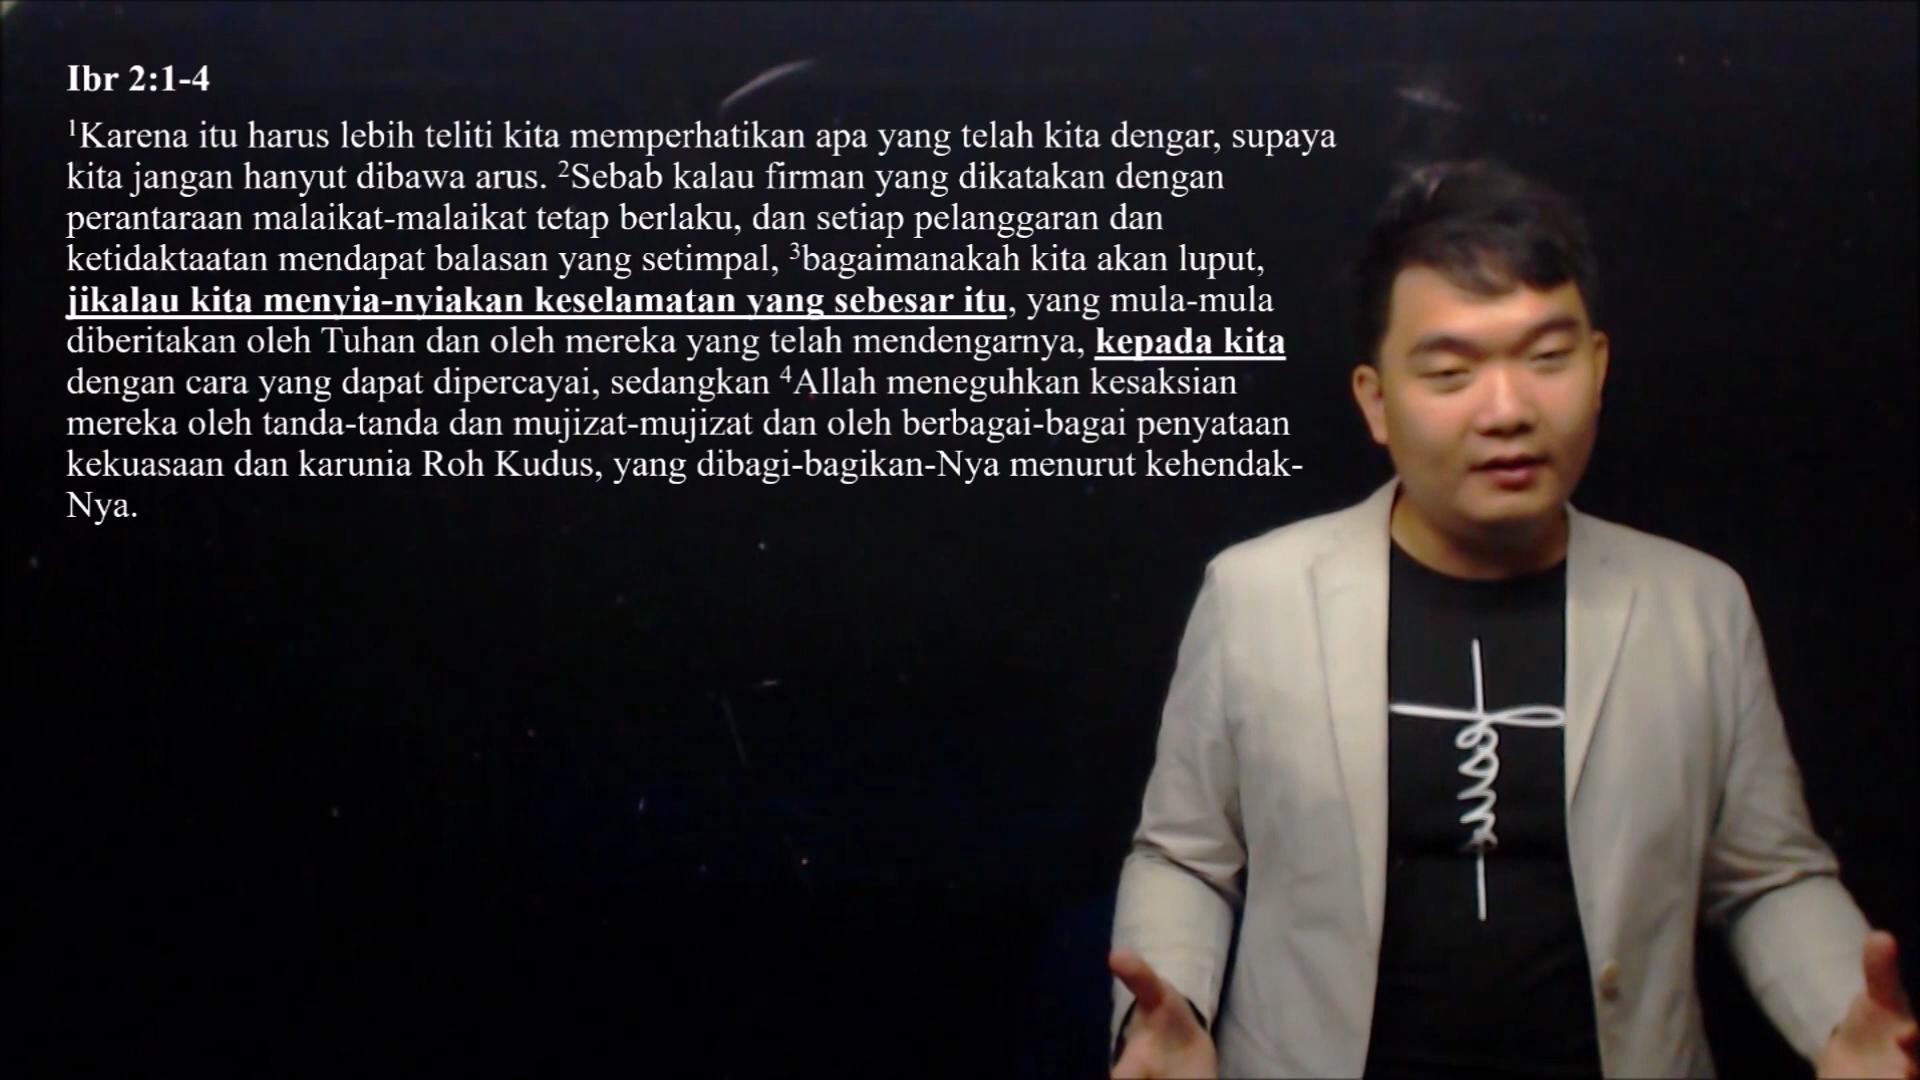 Ibr 2:1-4
¹Karena itu harus lebih teliti kita memperhatikan apa yang telah kita dengar, supaya
kita jangan hanyut dibawa arus. ²Sebab kalau firman yang dikatakan dengan
perantaraan malaikat-malaikat tetap berlaku, dan setiap pelanggaran dan
ketidaktaatan mendapat balasan yang setimpal, ³bagaimanakah kita akan luput,
jikalau kita menyia-nyiakan keselamatan yang sebesar itu, yang mula-mula
diberitakan oleh Tuhan dan oleh mereka yang telah mendengarnya, kepada kita
dengan cara yang dapat dipercayai, sedangkan ⁴Allah meneguhkan kesaksian
mereka oleh tanda-tanda dan mujizat-mujizat dan oleh berbagai-bagai penyataan
kekuasaan dan karunia Roh Kudus, yang dibagi-bagikan-Nya menurut kehendak-
Nya.